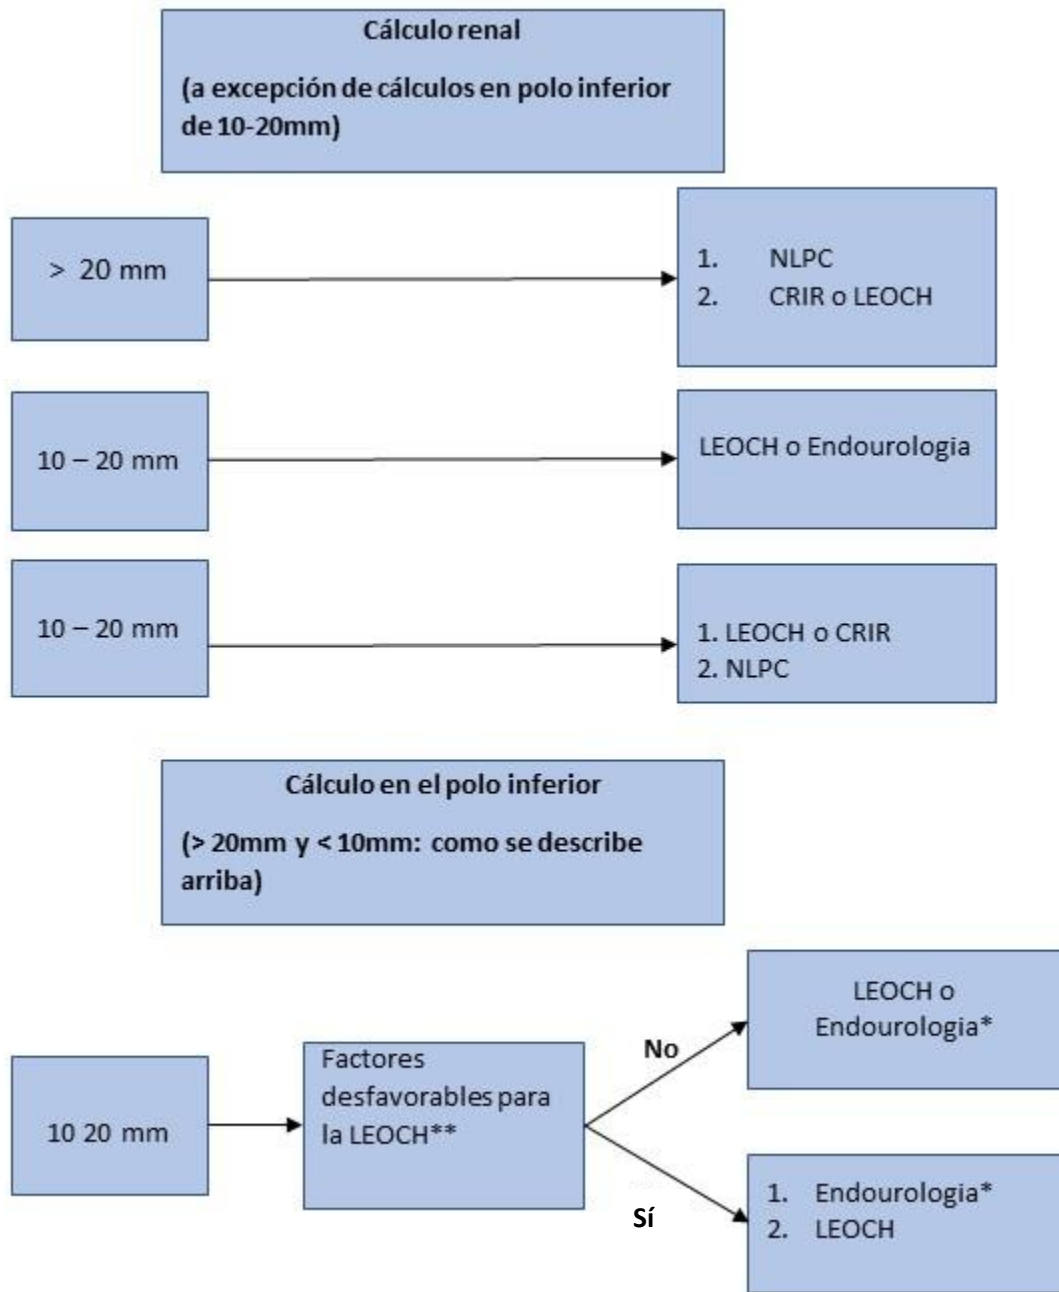 Cálculo renal
(a excepción de cálculos en polo inferior
de 10-20mm)
> 20 mm
1. NLPC
2. CRIR o LEOCH
10 – 20 mm
LEOCH o Endourologia
10 – 20 mm
1. LEOCH o CRIR
2. NLPC
Cálculo en el polo inferior
(> 20mm y < 10mm: como se describe
arriba)
10 20 mm
Factores
desfavorables para
la LEOCH**
No
LEOCH o
Endourologia*
Sí
1. Endourologia*
2. LEOCH